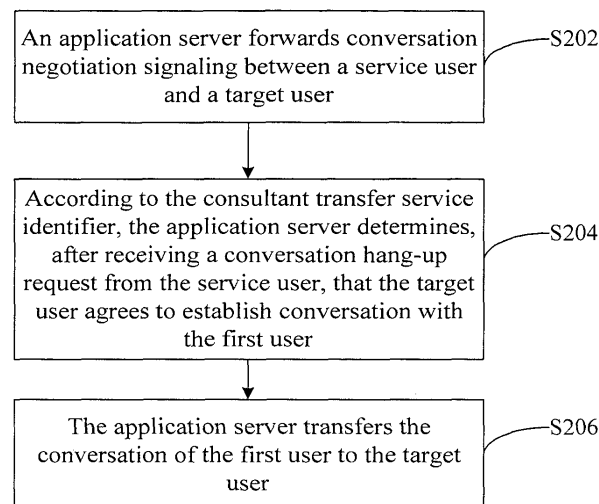 An application server forwards conversation
negotiation signaling between a service user
and a target user
S202
According to the consultant transfer service
identifier, the application server determines,
after receiving a conversation hang-up
request from the service user, that the target
user agrees to establish conversation with
the first user
S204
The application server transfers the
conversation of the first user to the target
user
S206